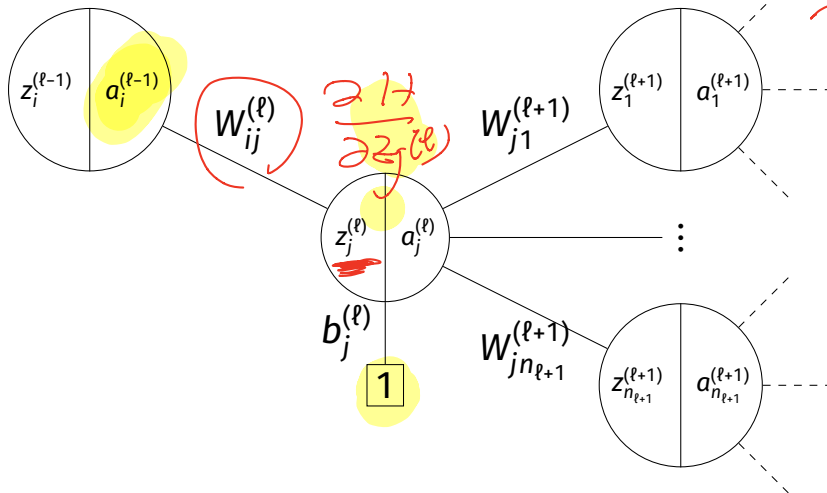 z_i^(ℓ-1) a_i^(ℓ-1)
W_ij^(ℓ)
W_j1^(ℓ+1)
z_1^(ℓ+1) a_1^(ℓ+1)
z_j^(ℓ) a_j^(ℓ)
⋮
b_j^(ℓ)
1
W_jn_ℓ+1^(ℓ+1)
z_n_ℓ+1^(ℓ+1) a_n_ℓ+1^(ℓ+1)